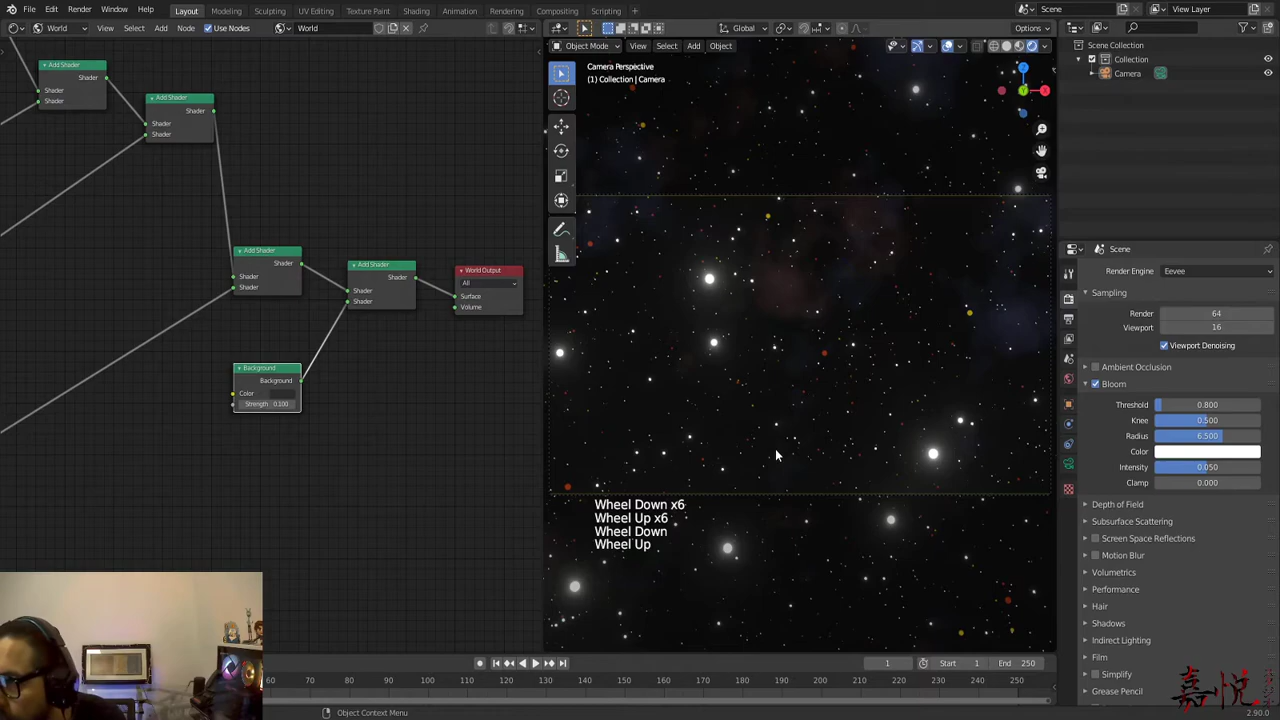 File Edit Render Window Help
Layout Modeling Sculpting UV Editing Texture Paint Shading Animation Rendering Compositing Scripting
Scene
View Layer
World View Select Add Node Use Nodes World
Global
Options
Object Mode View Select Add Object
Camera Perspective
(1) Collection | Camera
Z
X
Scene Collection
Collection
Camera
Add Shader
Shader
Shader
Shader
Add Shader
Shader
Shader
Shader
Add Shader
Shader
Shader
Shader
Add Shader
Shader
Shader
Shader
World Output
All
Surface
Volume
Background
Background
Color
Strength 0.100
Wheel Down x6
Wheel Up x6
Wheel Down
Wheel Up
Scene
Render Engine Eevee
Sampling
Render 64
Viewport 16
Viewport Denoising
Ambient Occlusion
Bloom
Threshold 0.800
Knee 0.500
Radius 6.500
Color
Intensity 0.050
Clamp 0.000
Depth of Field
Subsurface Scattering
Screen Space Reflections
Motion Blur
Volumetrics
Performance
Hair
Shadows
Indirect Lighting
Film
Simplify
Grease Pencil
嘉悦
1 Start 1 End 250
60 70 80 90 100 110 120 130 140 150 160 170 180 190 200 210 220 230 240 250
Object Context Menu
2.90.0